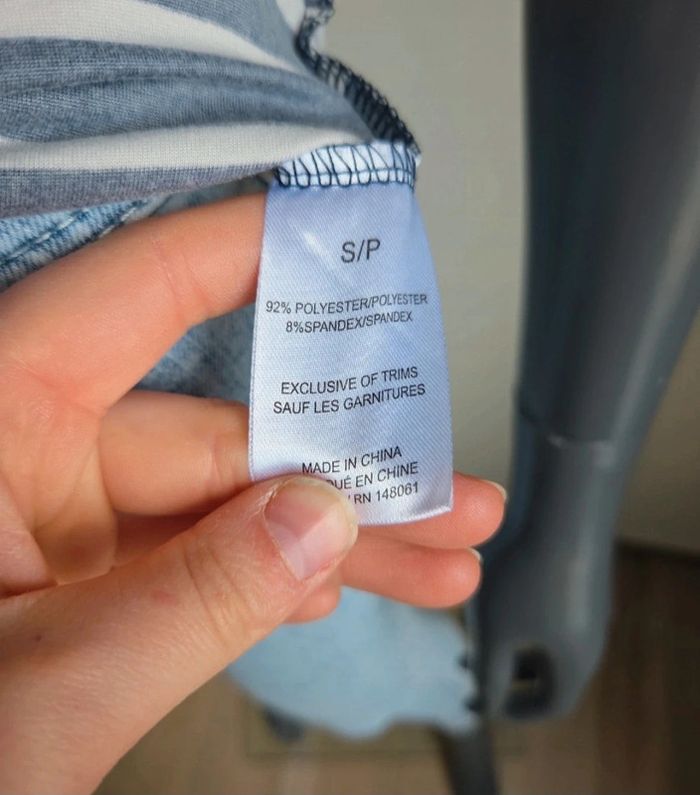 S/P
92% POLYESTER/POLYESTER
8%SPANDEX/SPANDEX
EXCLUSIVE OF TRIMS
SAUF LES GARNITURES
MADE IN CHINA
EN CHINE
RN 148061